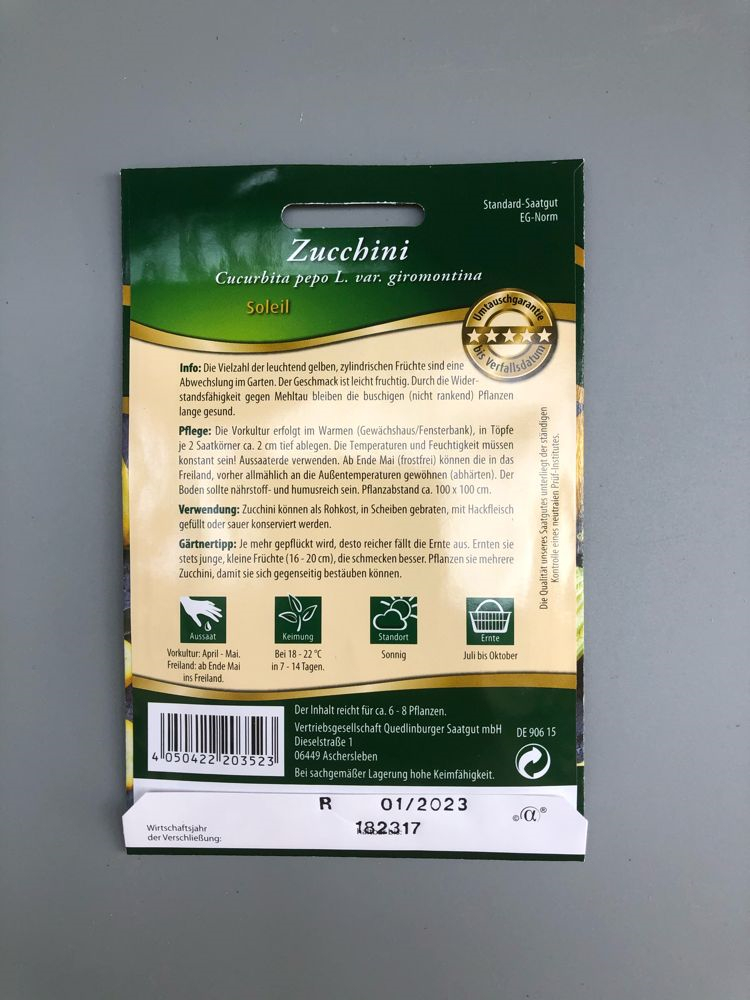 Standard-Saatgut
EG-Norm
Zucchini
Cucurbita pepo L. var. giromontina
Soleil
Umtauschgarantie
bis Verfallsdatum
Info: Die Vielzahl der leuchtend gelben, zylindrischen Früchte sind eine
Abwechslung im Garten. Der Geschmack ist leicht fruchtig. Durch die Wider-
standsfähigkeit gegen Mehltau bleiben die buschigen (nicht rankend) Pflanzen
lange gesund.
Pflege: Die Vorkultur erfolgt im Warmen (Gewächshaus/Fensterbank), in Töpfe
je 2 Saatkörner ca. 2 cm tief ablegen. Die Temperaturen und Feuchtigkeit müssen
konstant sein! Aussaaterde verwenden. Ab Ende Mai (frostfrei) können die in das
Freiland, vorher allmählich an die Außentemperaturen gewöhnen (abhärten). Der
Boden sollte nährstoff- und humusreich sein. Pflanzabstand ca. 100 x 100 cm.
Verwendung: Zucchini können als Rohkost, in Scheiben gebraten, mit Hackfleisch
gefüllt oder sauer konserviert werden.
Gärtnertipp: Je mehr gepflückt wird, desto reicher fällt die Ernte aus. Ernten sie
stets junge, kleine Früchte (16 - 20 cm), die schmecken besser. Pflanzen sie mehrere
Zucchini, damit sie sich gegenseitig bestäuben können.
Die Qualität unseres Saatgutes unterliegt der ständigen
Kontrolle eines neutralen Prüf-Institutes.
Aussaat
Vorkultur: April - Mai.
Freiland: ab Ende Mai
ins Freiland.
Keimung
Bei 18 - 22 °C
in 7 - 14 Tagen.
Standort
Sonnig
Ernte
Juli bis Oktober
Der Inhalt reicht für ca. 6 - 8 Pflanzen.
Vertriebsgesellschaft Quedlinburger Saatgut mbH
Dieselstraße 1
06449 Aschersleben
Bei sachgemäßer Lagerung hohe Keimfähigkeit.
DE 906 15
4 050422 203523
R 01/2023
182317
Wirtschaftsjahr
der Verschließung:
© α ®